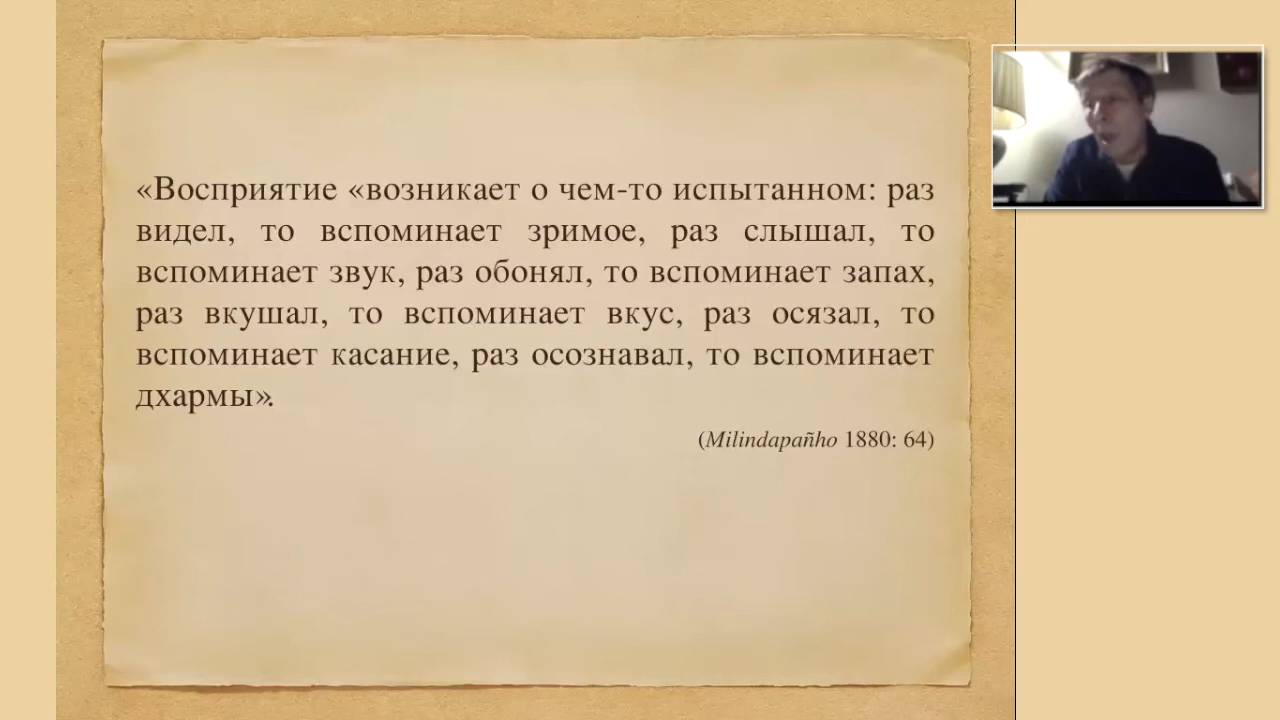 «Восприятие «возникает о чем-то испытанном: раз
видел, то вспоминает зримое, раз слышал, то
вспоминает звук, раз обонял, то вспоминает запах,
раз вкушал, то вспоминает вкус, раз осязал, то
вспоминает касание, раз осознавал, то вспоминает
дхармы».
(Milindapañho 1880: 64)